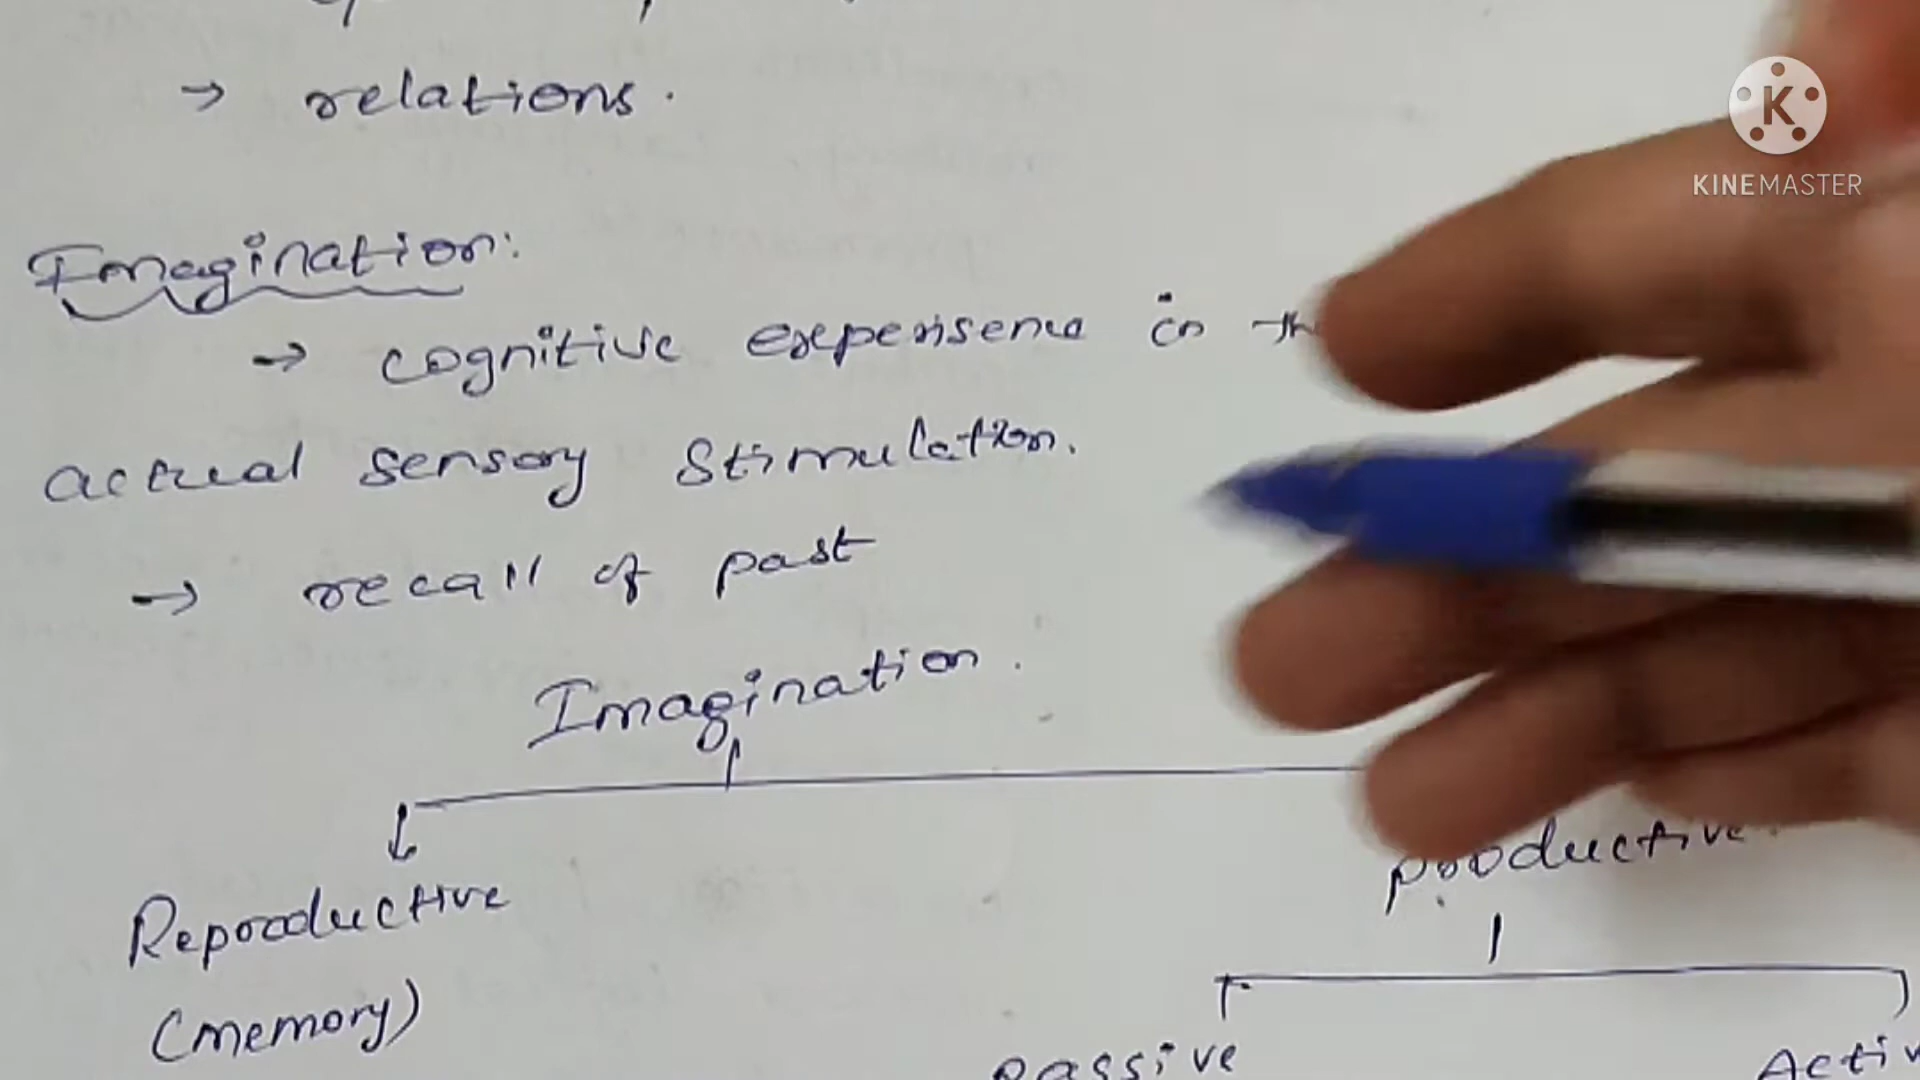 → relations.
KINEMASTER
Imagination:
→ cognitive experience in
actual sensory stimulation.
→ recall of past
Imagination.
Reproductive
productive.
(memory)
Passive